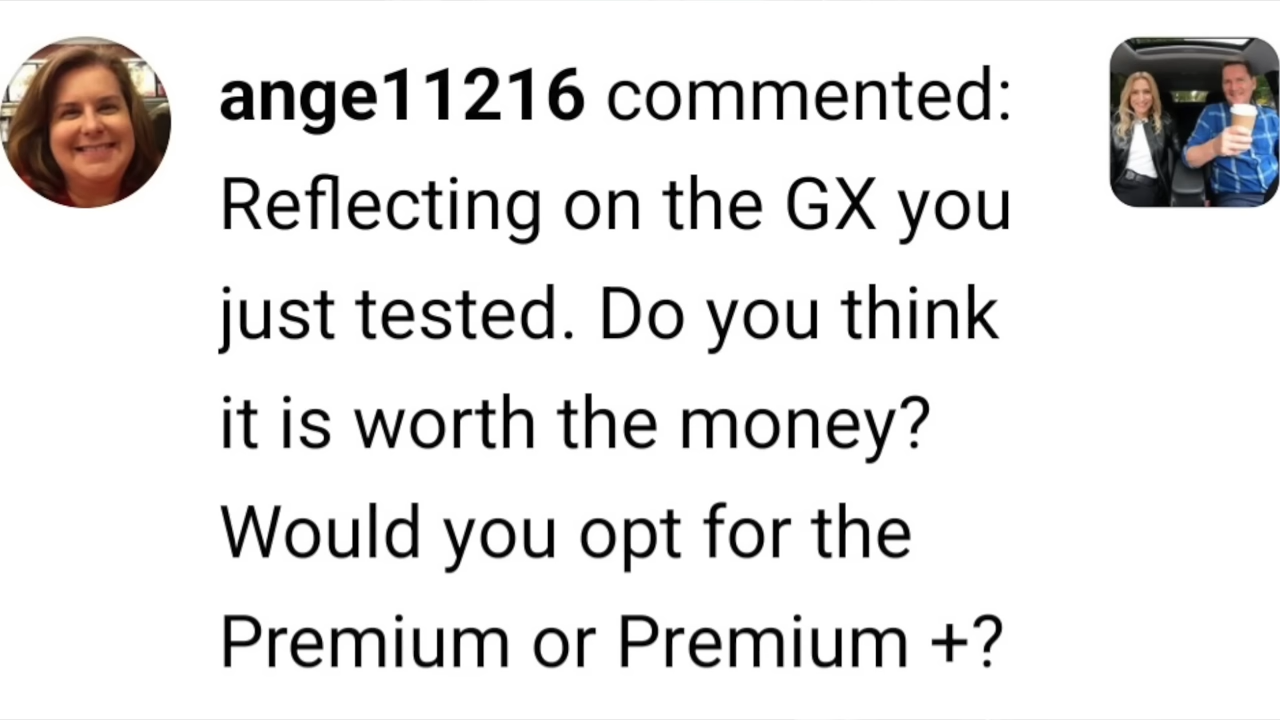 ange11216 commented:
Reflecting on the GX you
just tested. Do you think
it is worth the money?
Would you opt for the
Premium or Premium +?